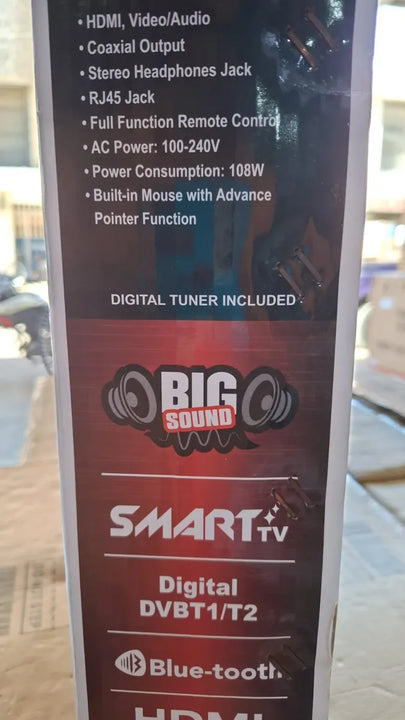 • HDMI, Video/Audio
• Coaxial Output
• Stereo Headphones Jack
• RJ45 Jack
• Full Function Remote Control
• AC Power: 100-240V
• Power Consumption: 108W
• Built-in Mouse with Advance
Pointer Function
DIGITAL TUNER INCLUDED
BIG
SOUND
SMART TV
Digital
DVBT1/T2
Blue-tooth
HDMI